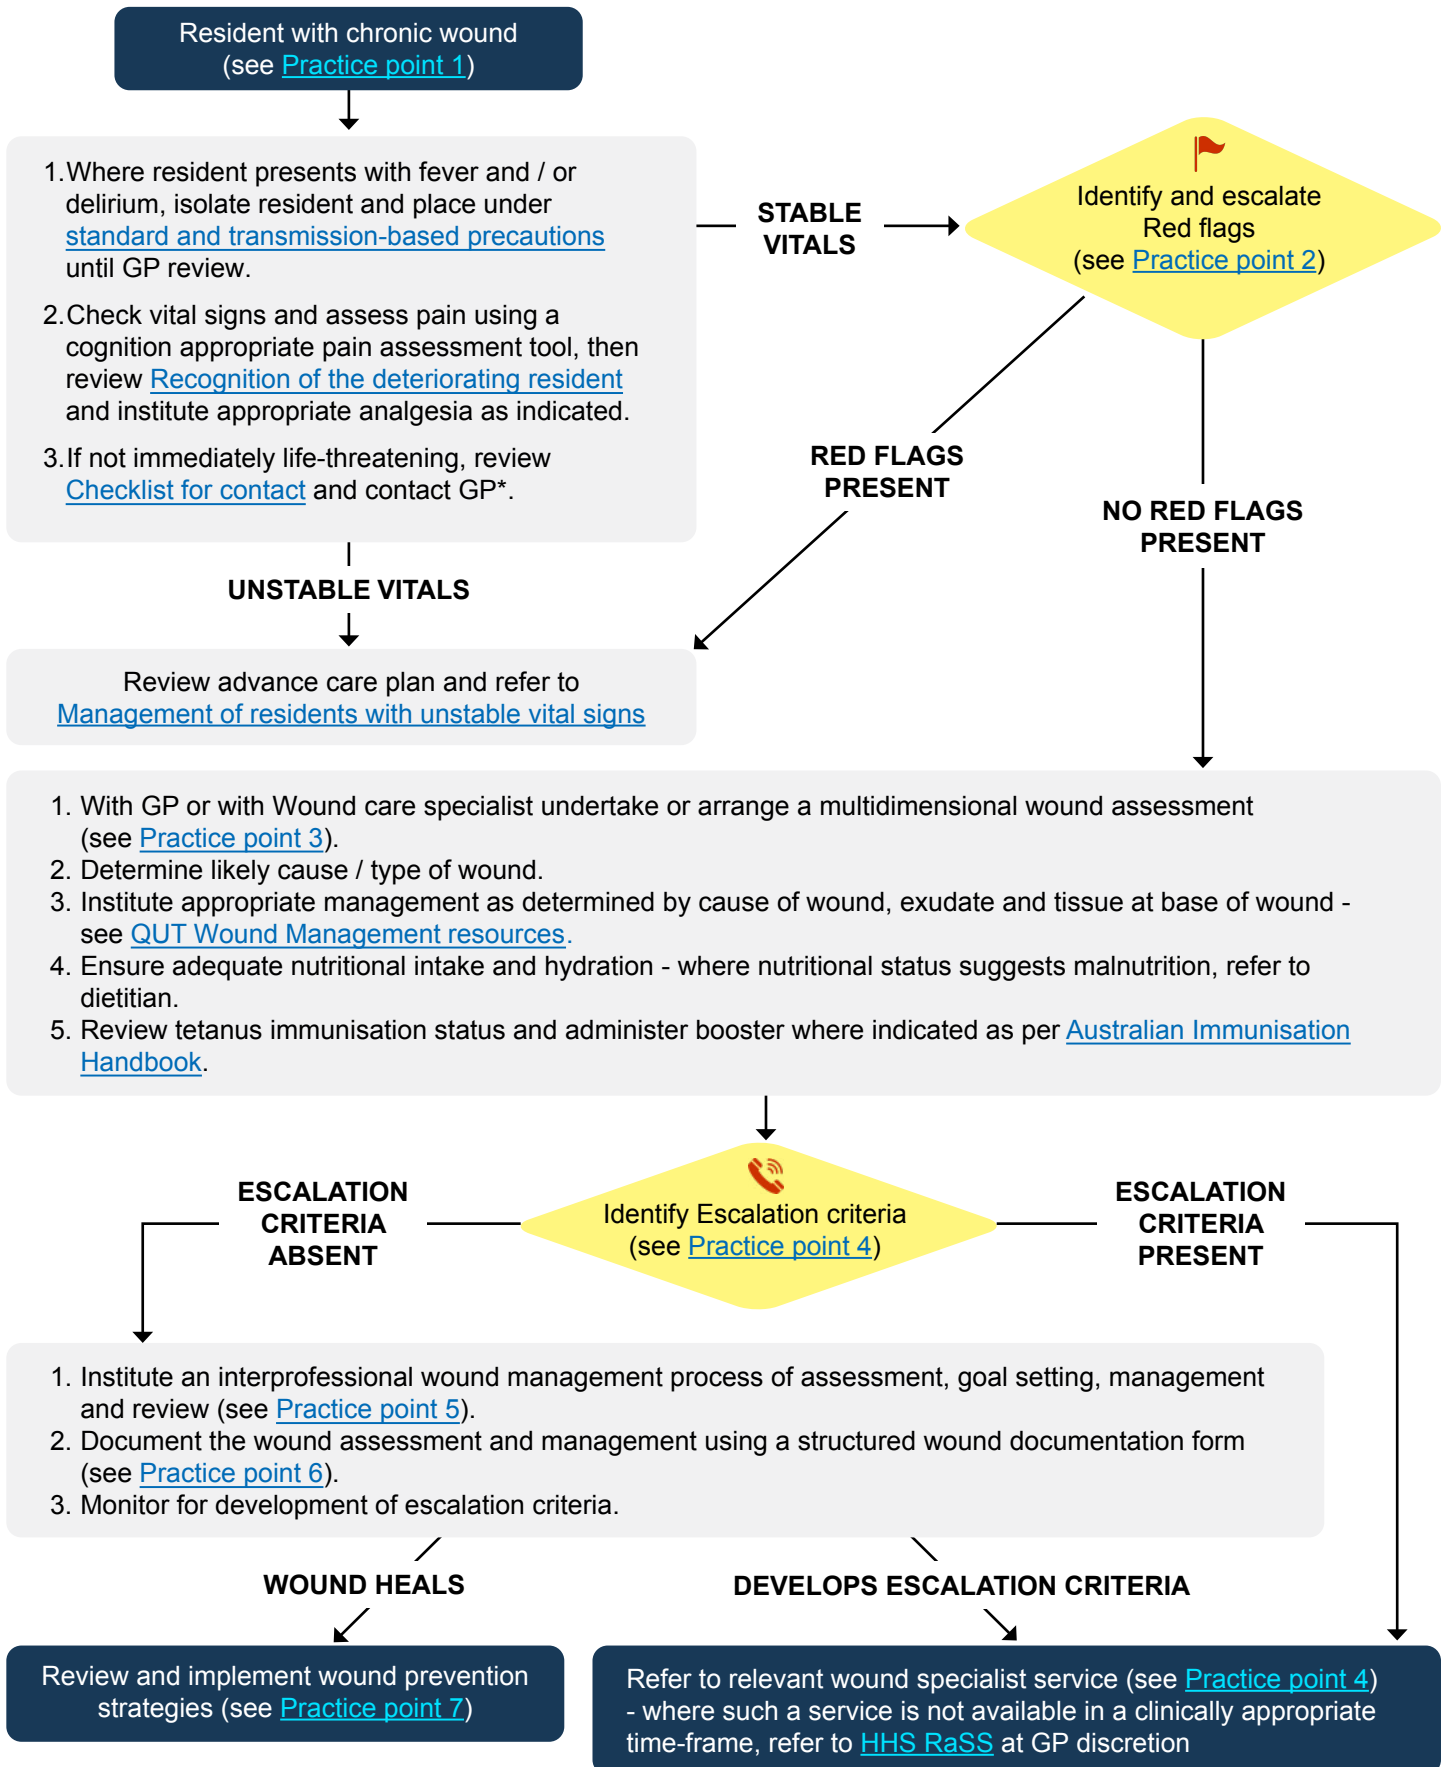 Resident with chronic wound
(see Practice point 1)
1.Where resident presents with fever and / or
delirium, isolate resident and place under
standard and transmission-based precautions
until GP review.
2.Check vital signs and assess pain using a
cognition appropriate pain assessment tool, then
review Recognition of the deteriorating resident
and institute appropriate analgesia as indicated.
3.If not immediately life-threatening, review
Checklist for contact and contact GP*.
STABLE
VITALS
Identify and escalate
Red flags
(see Practice point 2)
RED FLAGS
PRESENT
NO RED FLAGS
PRESENT
UNSTABLE VITALS
Review advance care plan and refer to
Management of residents with unstable vital signs
1. With GP or with Wound care specialist undertake or arrange a multidimensional wound assessment
(see Practice point 3).
2. Determine likely cause / type of wound.
3. Institute appropriate management as determined by cause of wound, exudate and tissue at base of wound -
see QUT Wound Management resources.
4. Ensure adequate nutritional intake and hydration - where nutritional status suggests malnutrition, refer to
dietitian.
5. Review tetanus immunisation status and administer booster where indicated as per Australian Immunisation
Handbook.
ESCALATION
CRITERIA
ABSENT
Identify Escalation criteria
(see Practice point 4)
ESCALATION
CRITERIA
PRESENT
1. Institute an interprofessional wound management process of assessment, goal setting, management
and review (see Practice point 5).
2. Document the wound assessment and management using a structured wound documentation form
(see Practice point 6).
3. Monitor for development of escalation criteria.
WOUND HEALS
DEVELOPS ESCALATION CRITERIA
Review and implement wound prevention
strategies (see Practice point 7)
Refer to relevant wound specialist service (see Practice point 4)
- where such a service is not available in a clinically appropriate
time-frame, refer to HHS RaSS at GP discretion